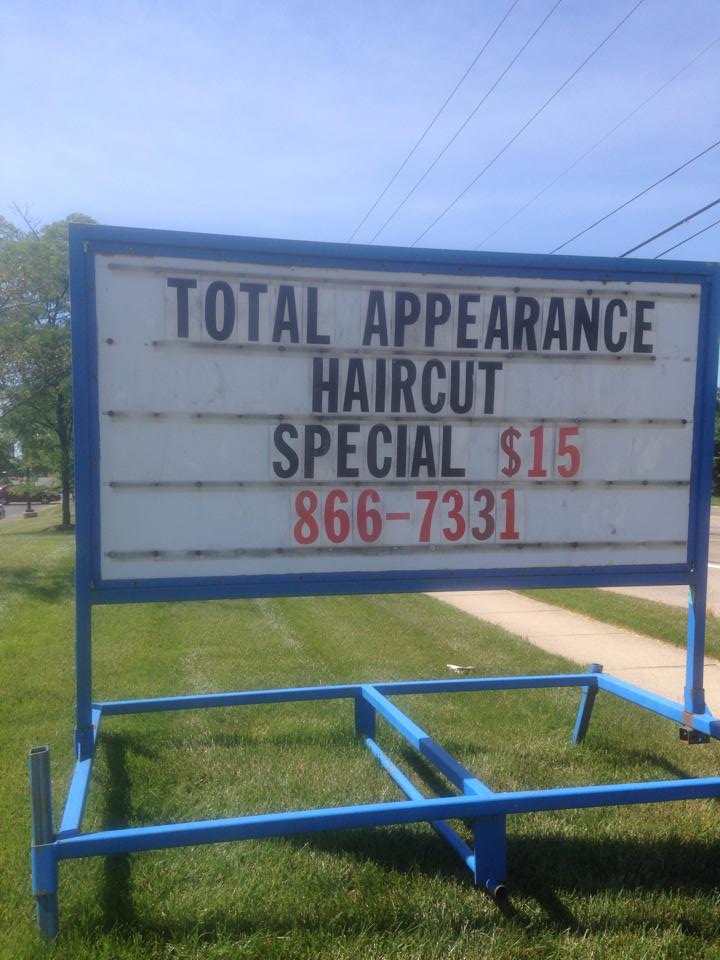 TOTAL APPEARANCE
HAIRCUT
SPECIAL $15
866-7331